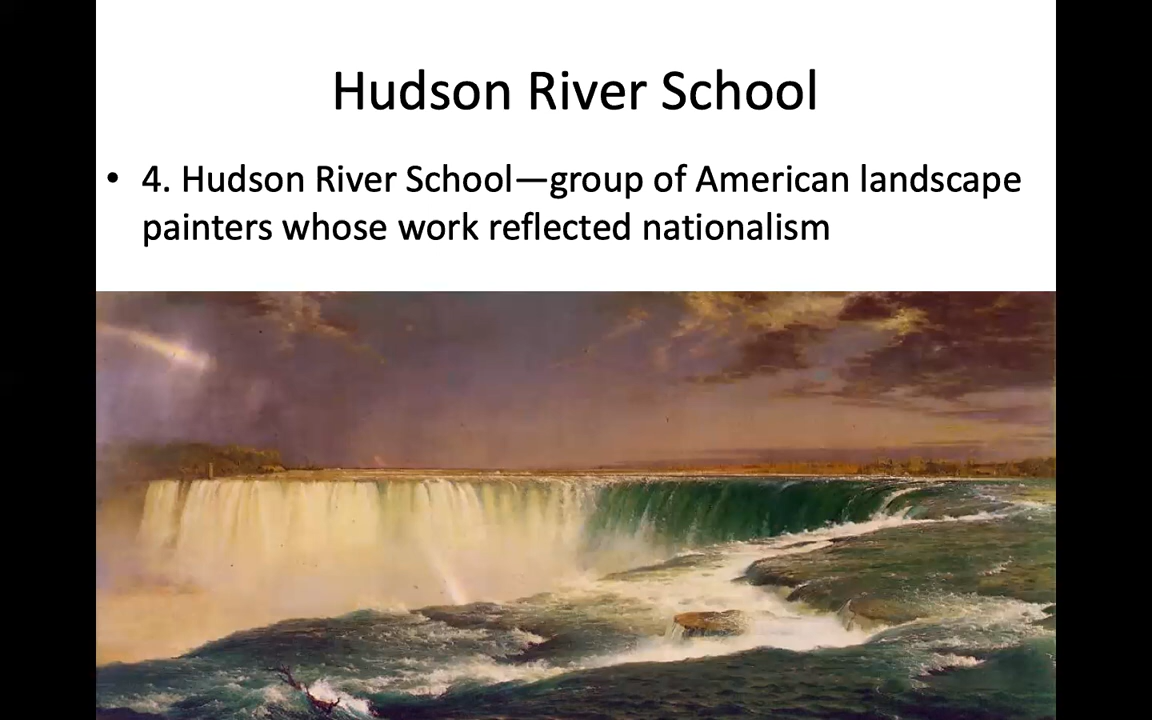 Hudson River School
• 4. Hudson River School—group of American landscape
painters whose work reflected nationalism